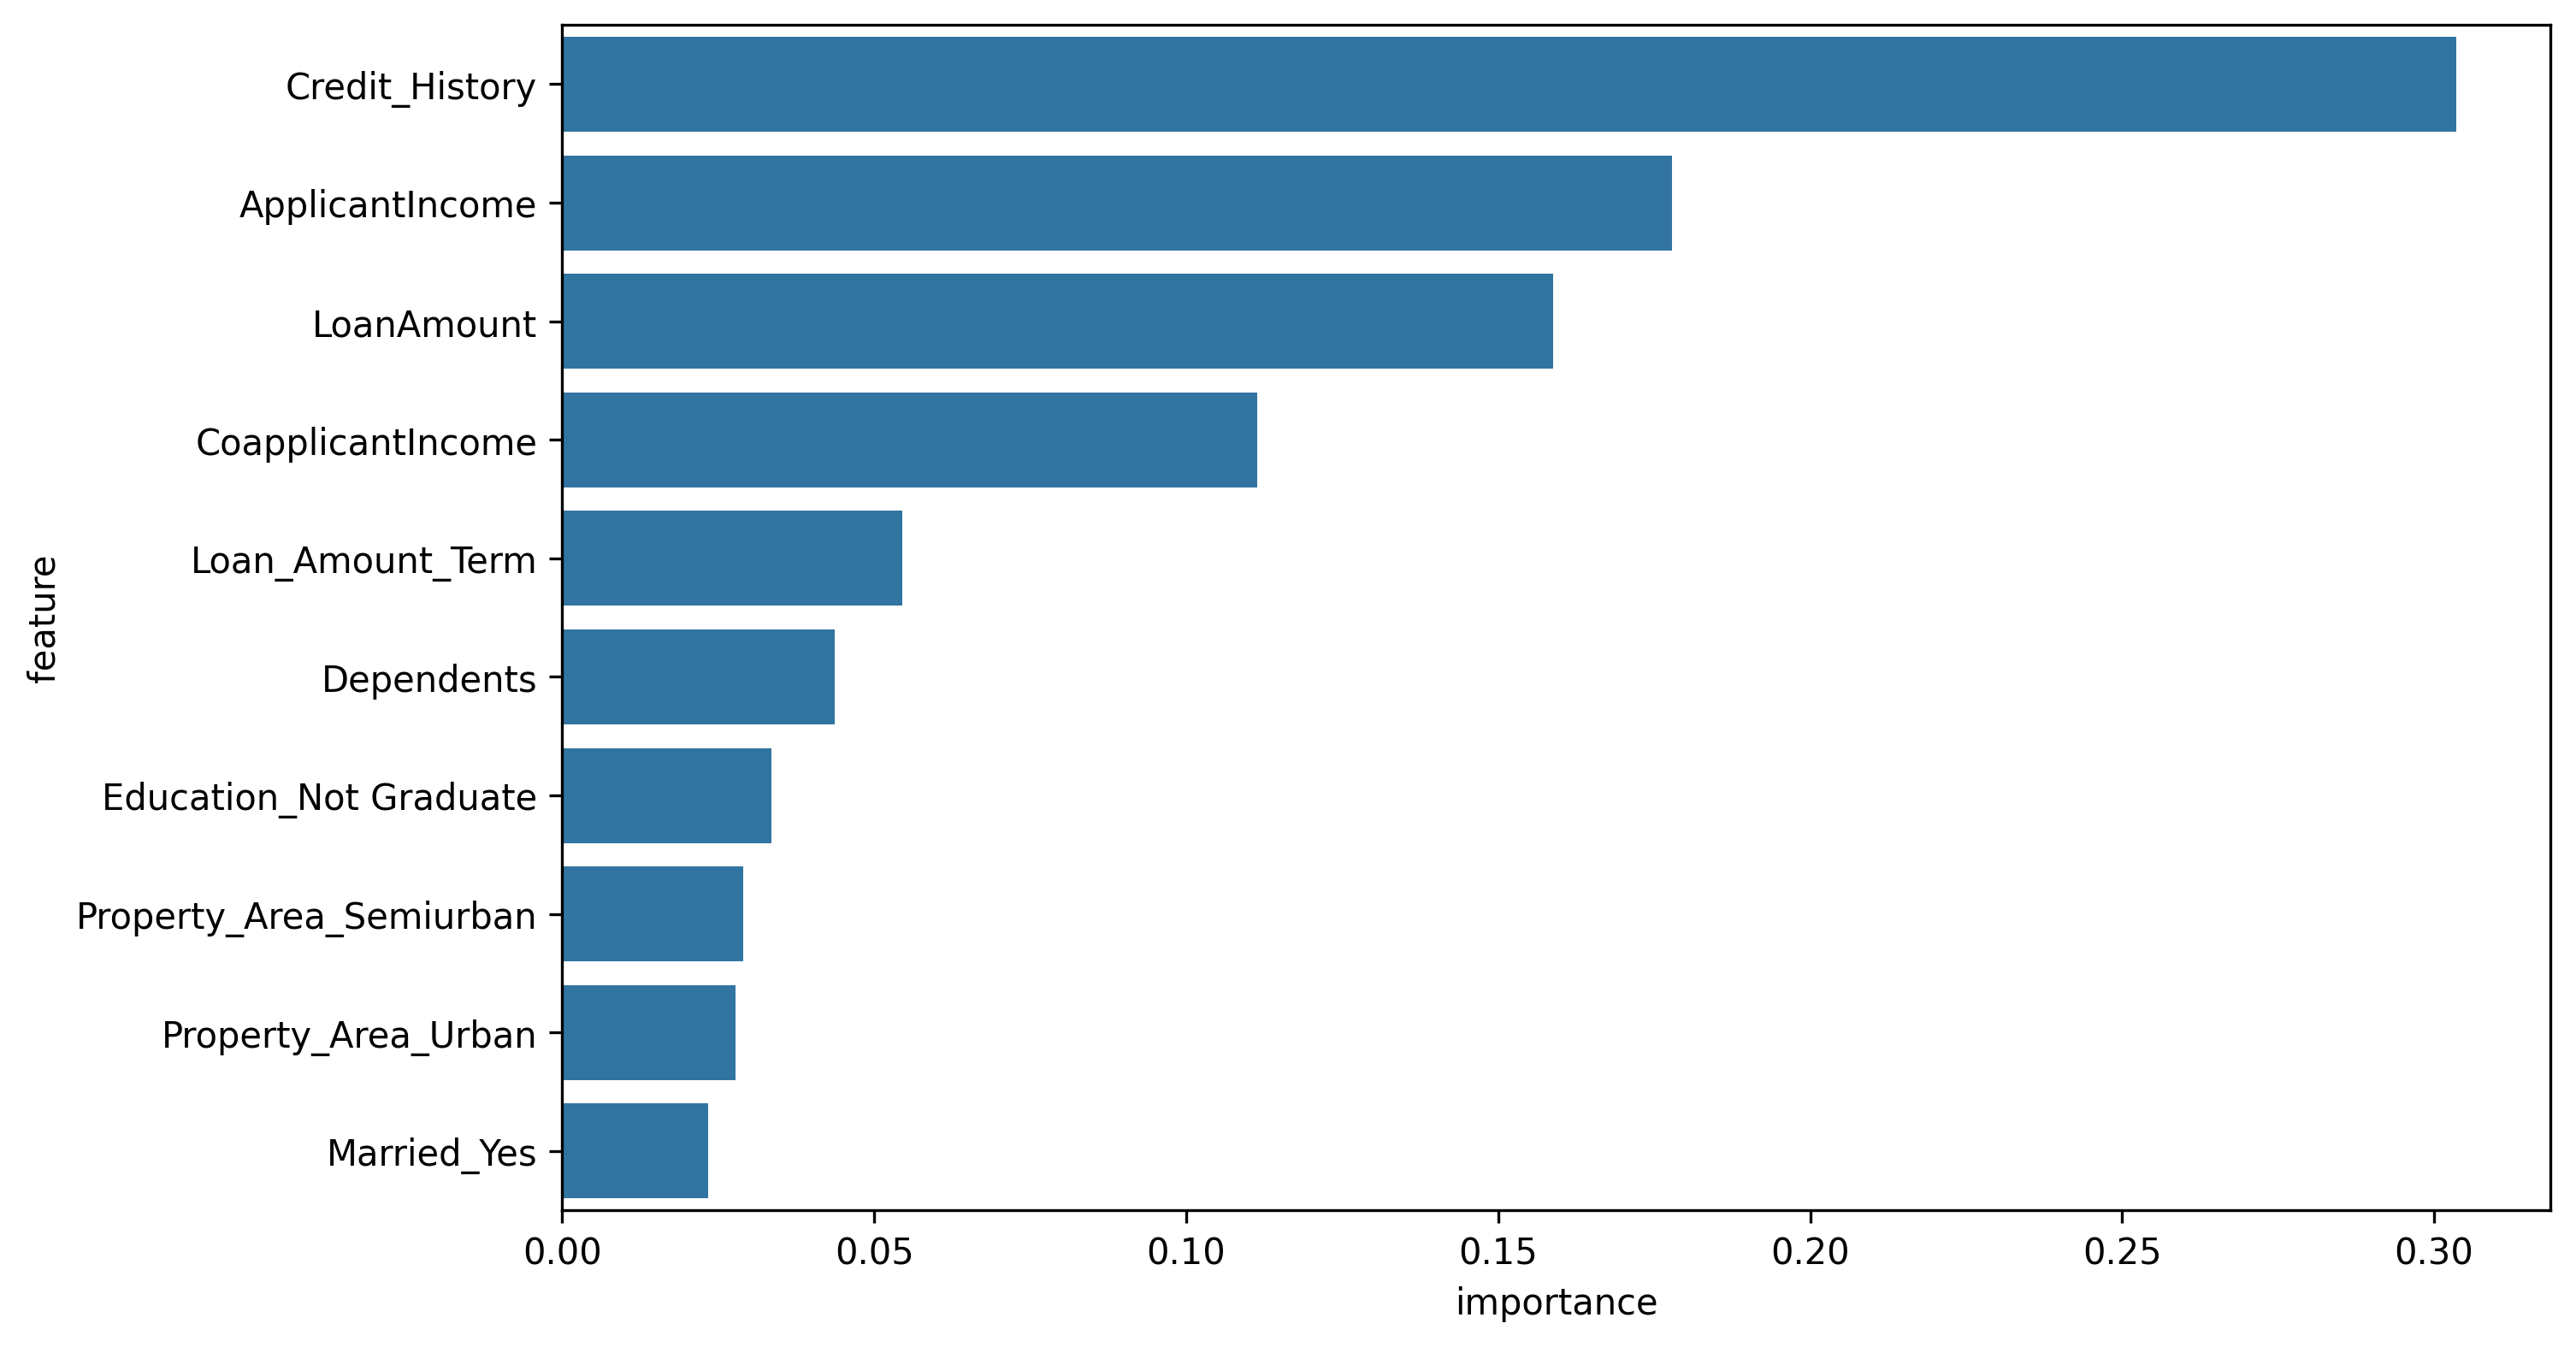 Credit_History
ApplicantIncome
LoanAmount
CoapplicantIncome
Loan_Amount_Term
Dependents
Education_Not Graduate
Property_Area_Semiurban
Property_Area_Urban
Married_Yes
feature
0.00 0.05 0.10 0.15 0.20 0.25 0.30
importance